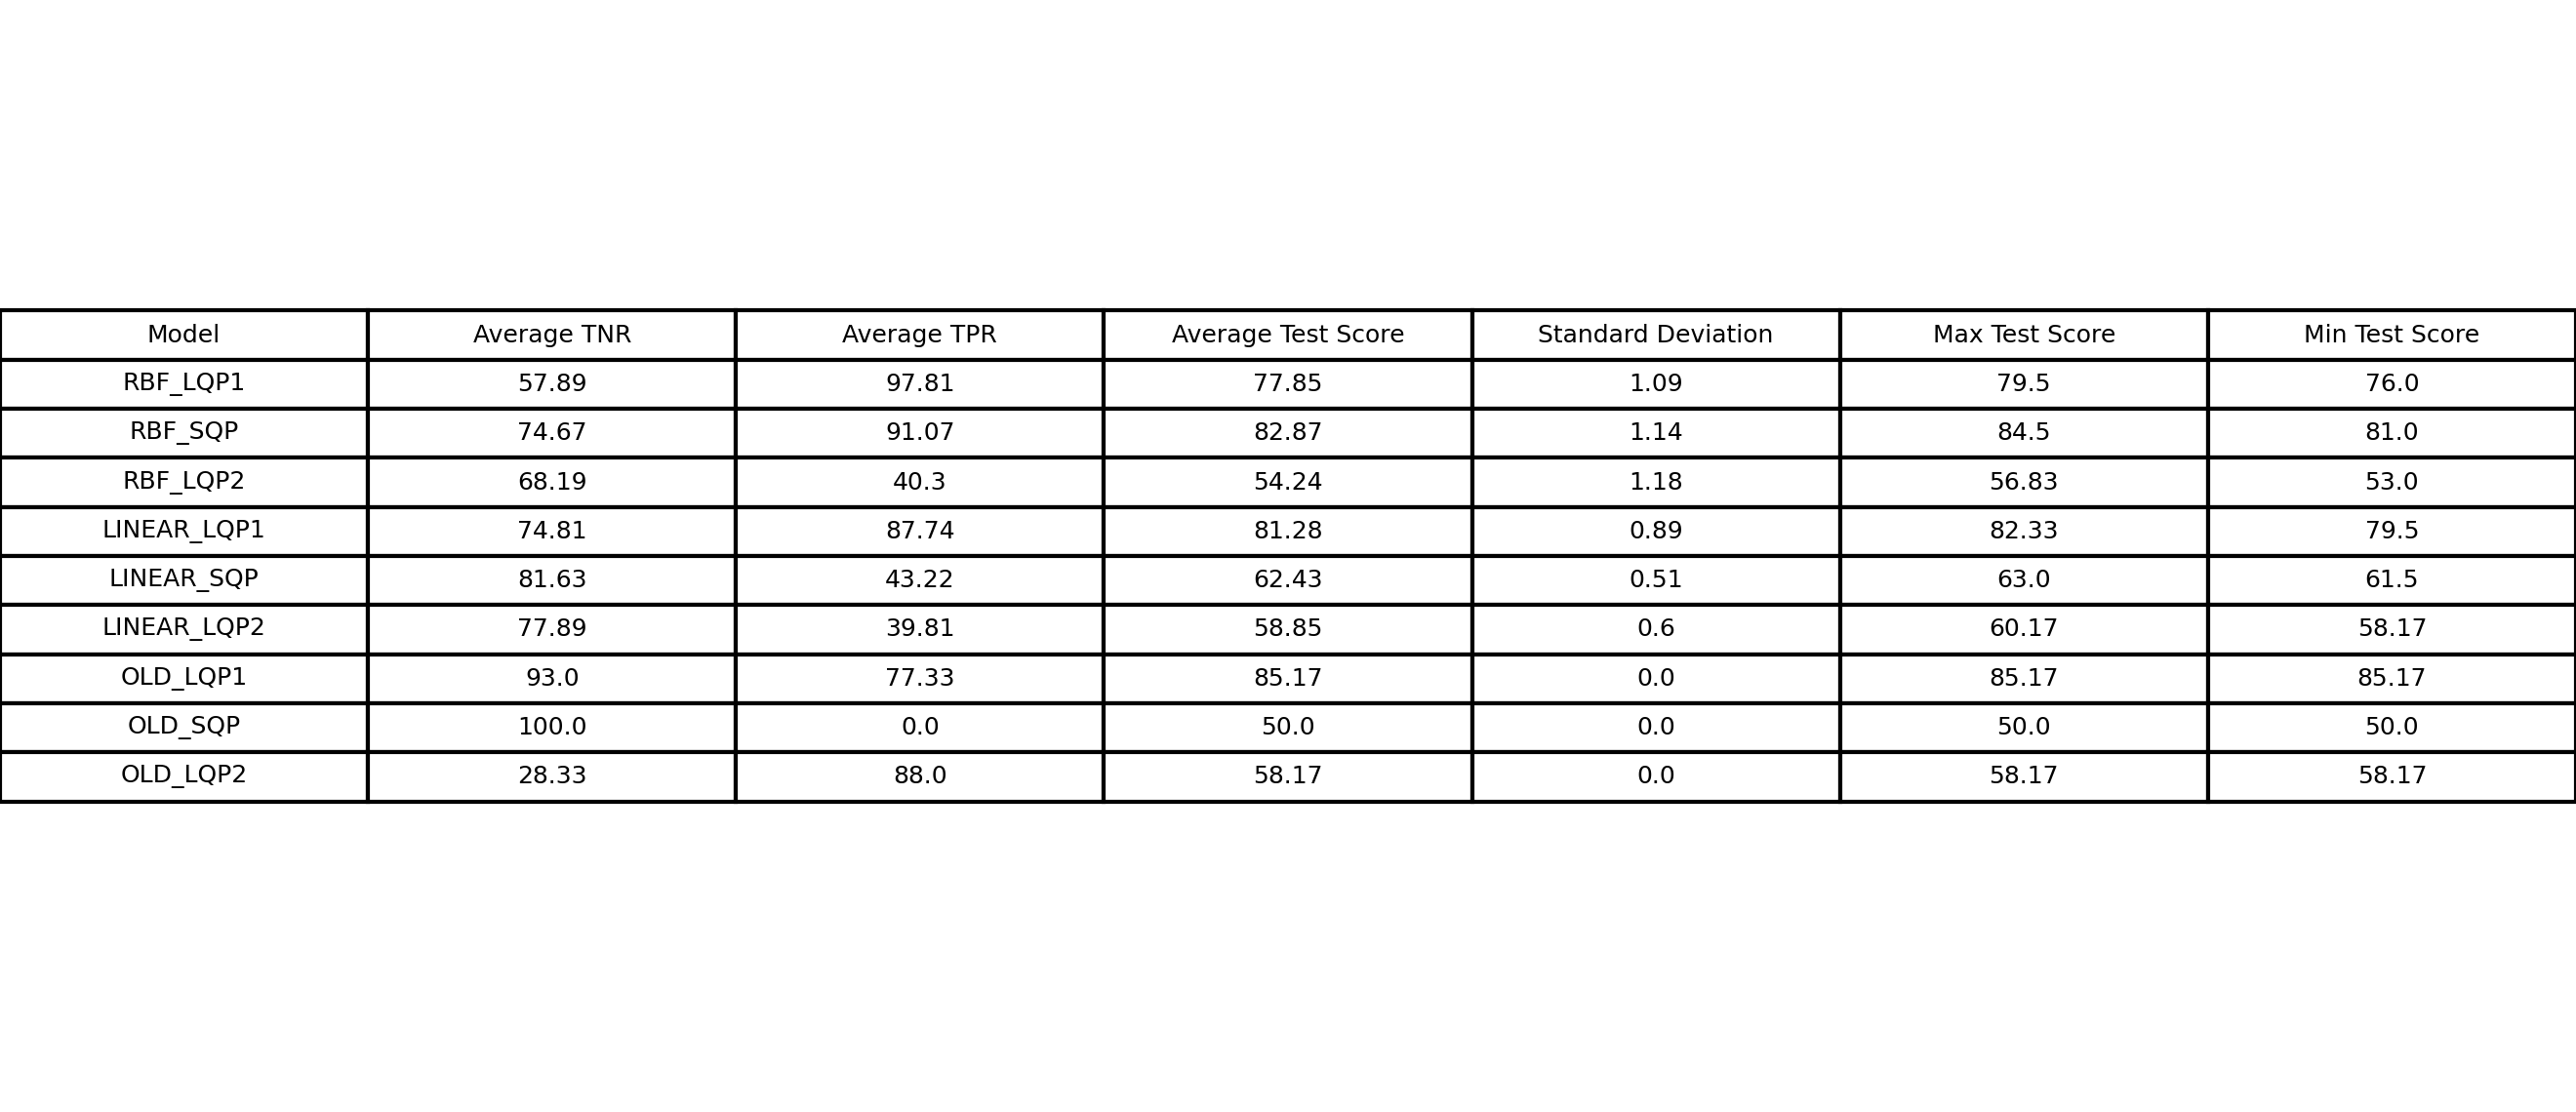 Model Average TNR Average TPR Average Test Score Standard Deviation Max Test Score Min Test Score
RBF_LQP1 57.89 97.81 77.85 1.09 79.5 76.0
RBF_SQP 74.67 91.07 82.87 1.14 84.5 81.0
RBF_LQP2 68.19 40.3 54.24 1.18 56.83 53.0
LINEAR_LQP1 74.81 87.74 81.28 0.89 82.33 79.5
LINEAR_SQP 81.63 43.22 62.43 0.51 63.0 61.5
LINEAR_LQP2 77.89 39.81 58.85 0.6 60.17 58.17
OLD_LQP1 93.0 77.33 85.17 0.0 85.17 85.17
OLD_SQP 100.0 0.0 50.0 0.0 50.0 50.0
OLD_LQP2 28.33 88.0 58.17 0.0 58.17 58.17